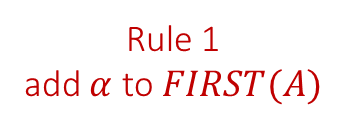 Rule 1
add α to FIRST(A)